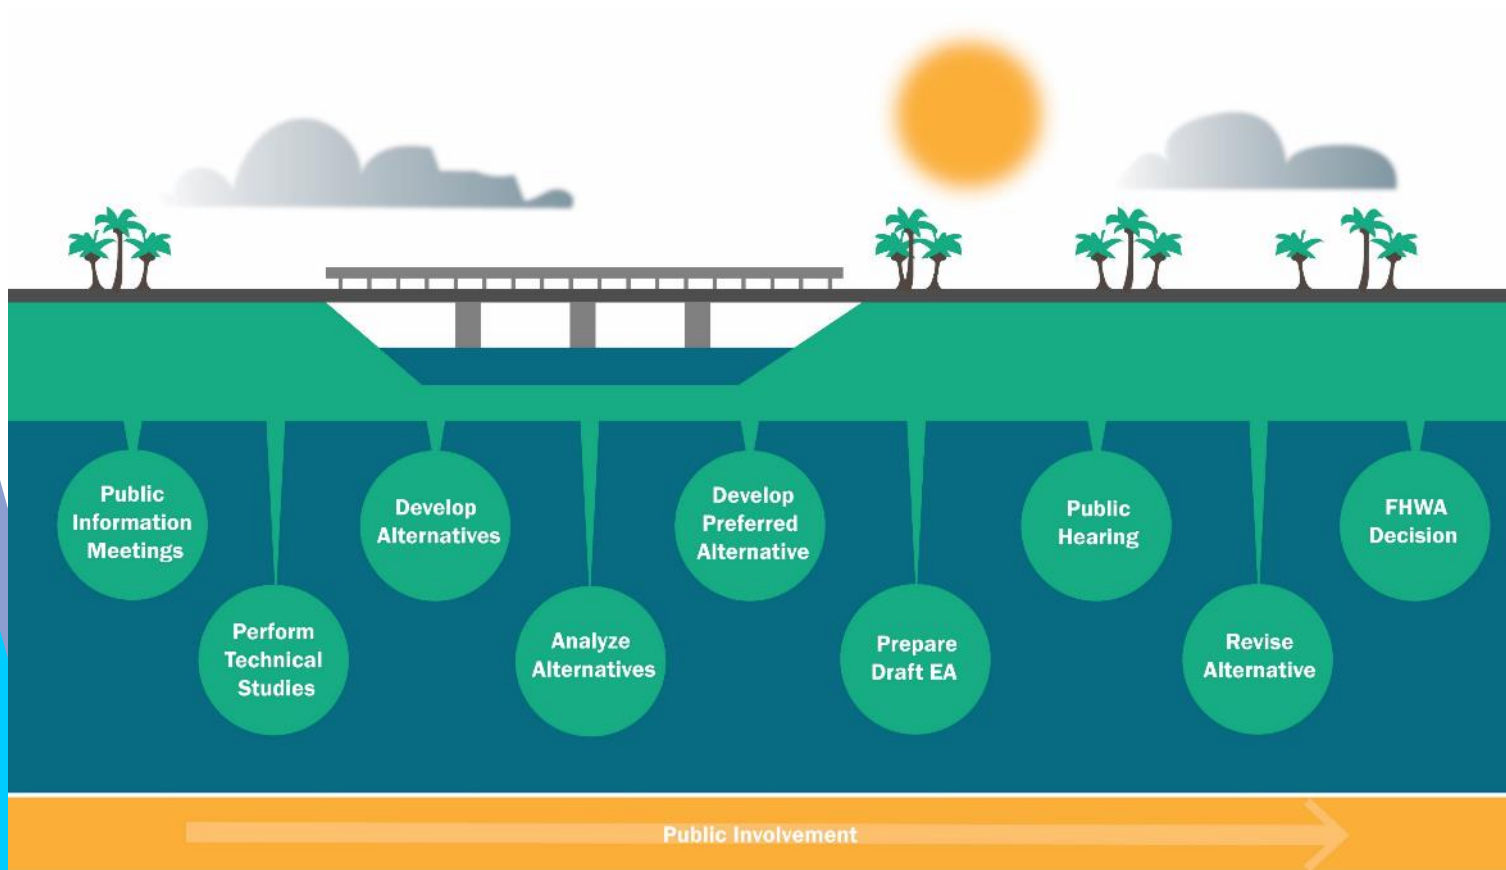 Public
Information
Meetings
Perform
Technical
Studies
Develop
Alternatives
Analyze
Alternatives
Develop
Preferred
Alternative
Prepare
Draft EA
Public
Hearing
Revise
Alternative
FHWA
Decision
Public Involvement